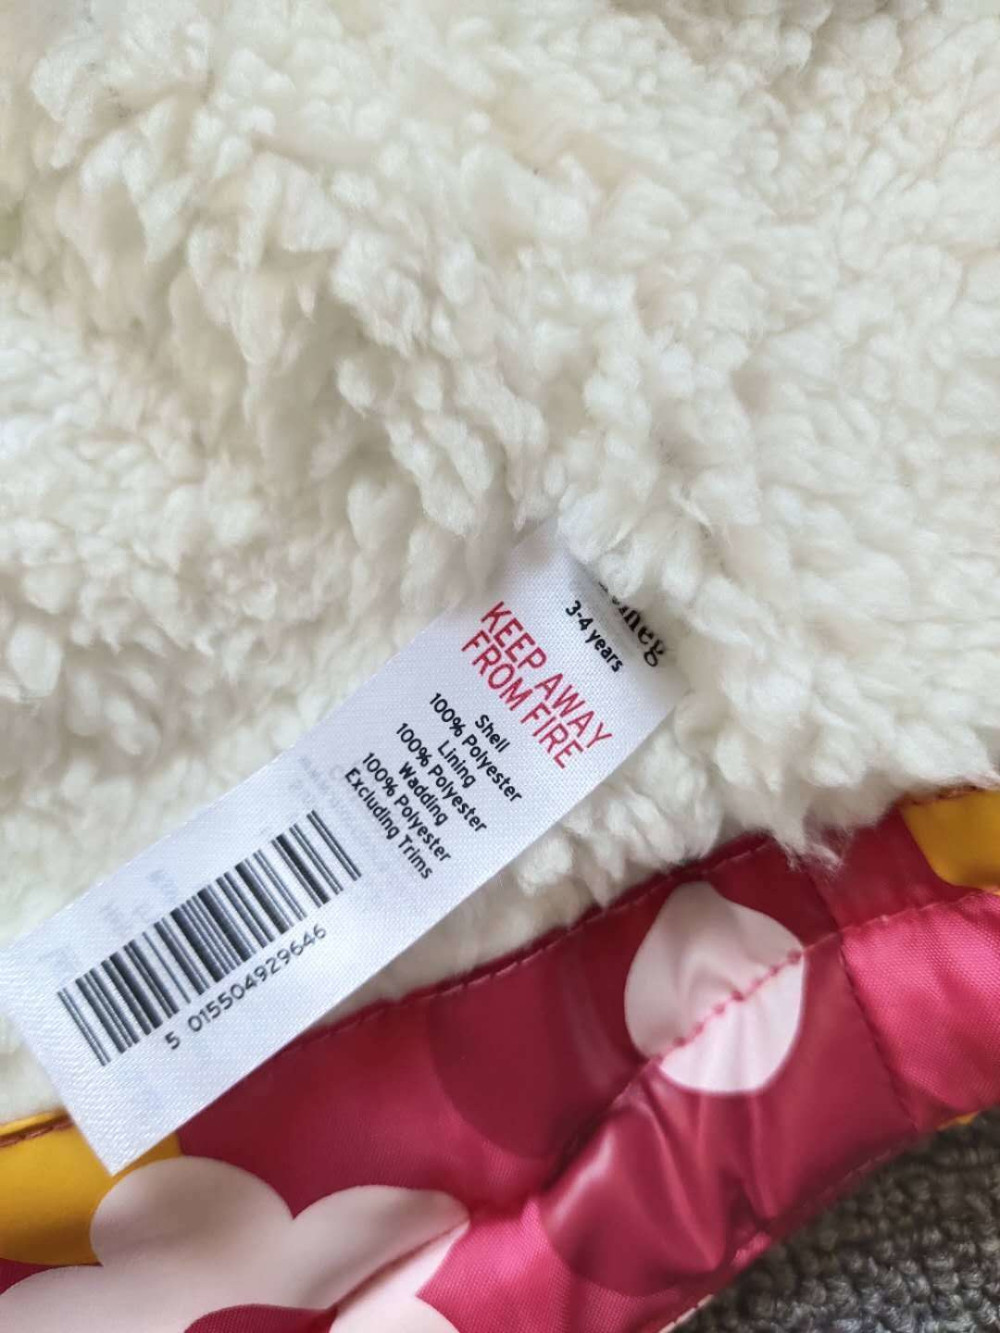 3-4 years
KEEP AWAY
FROM FIRE
Shell
100% Polyester
Lining
100% Polyester
Wadding
100% Polyester
Excluding Trims
5 015504929646